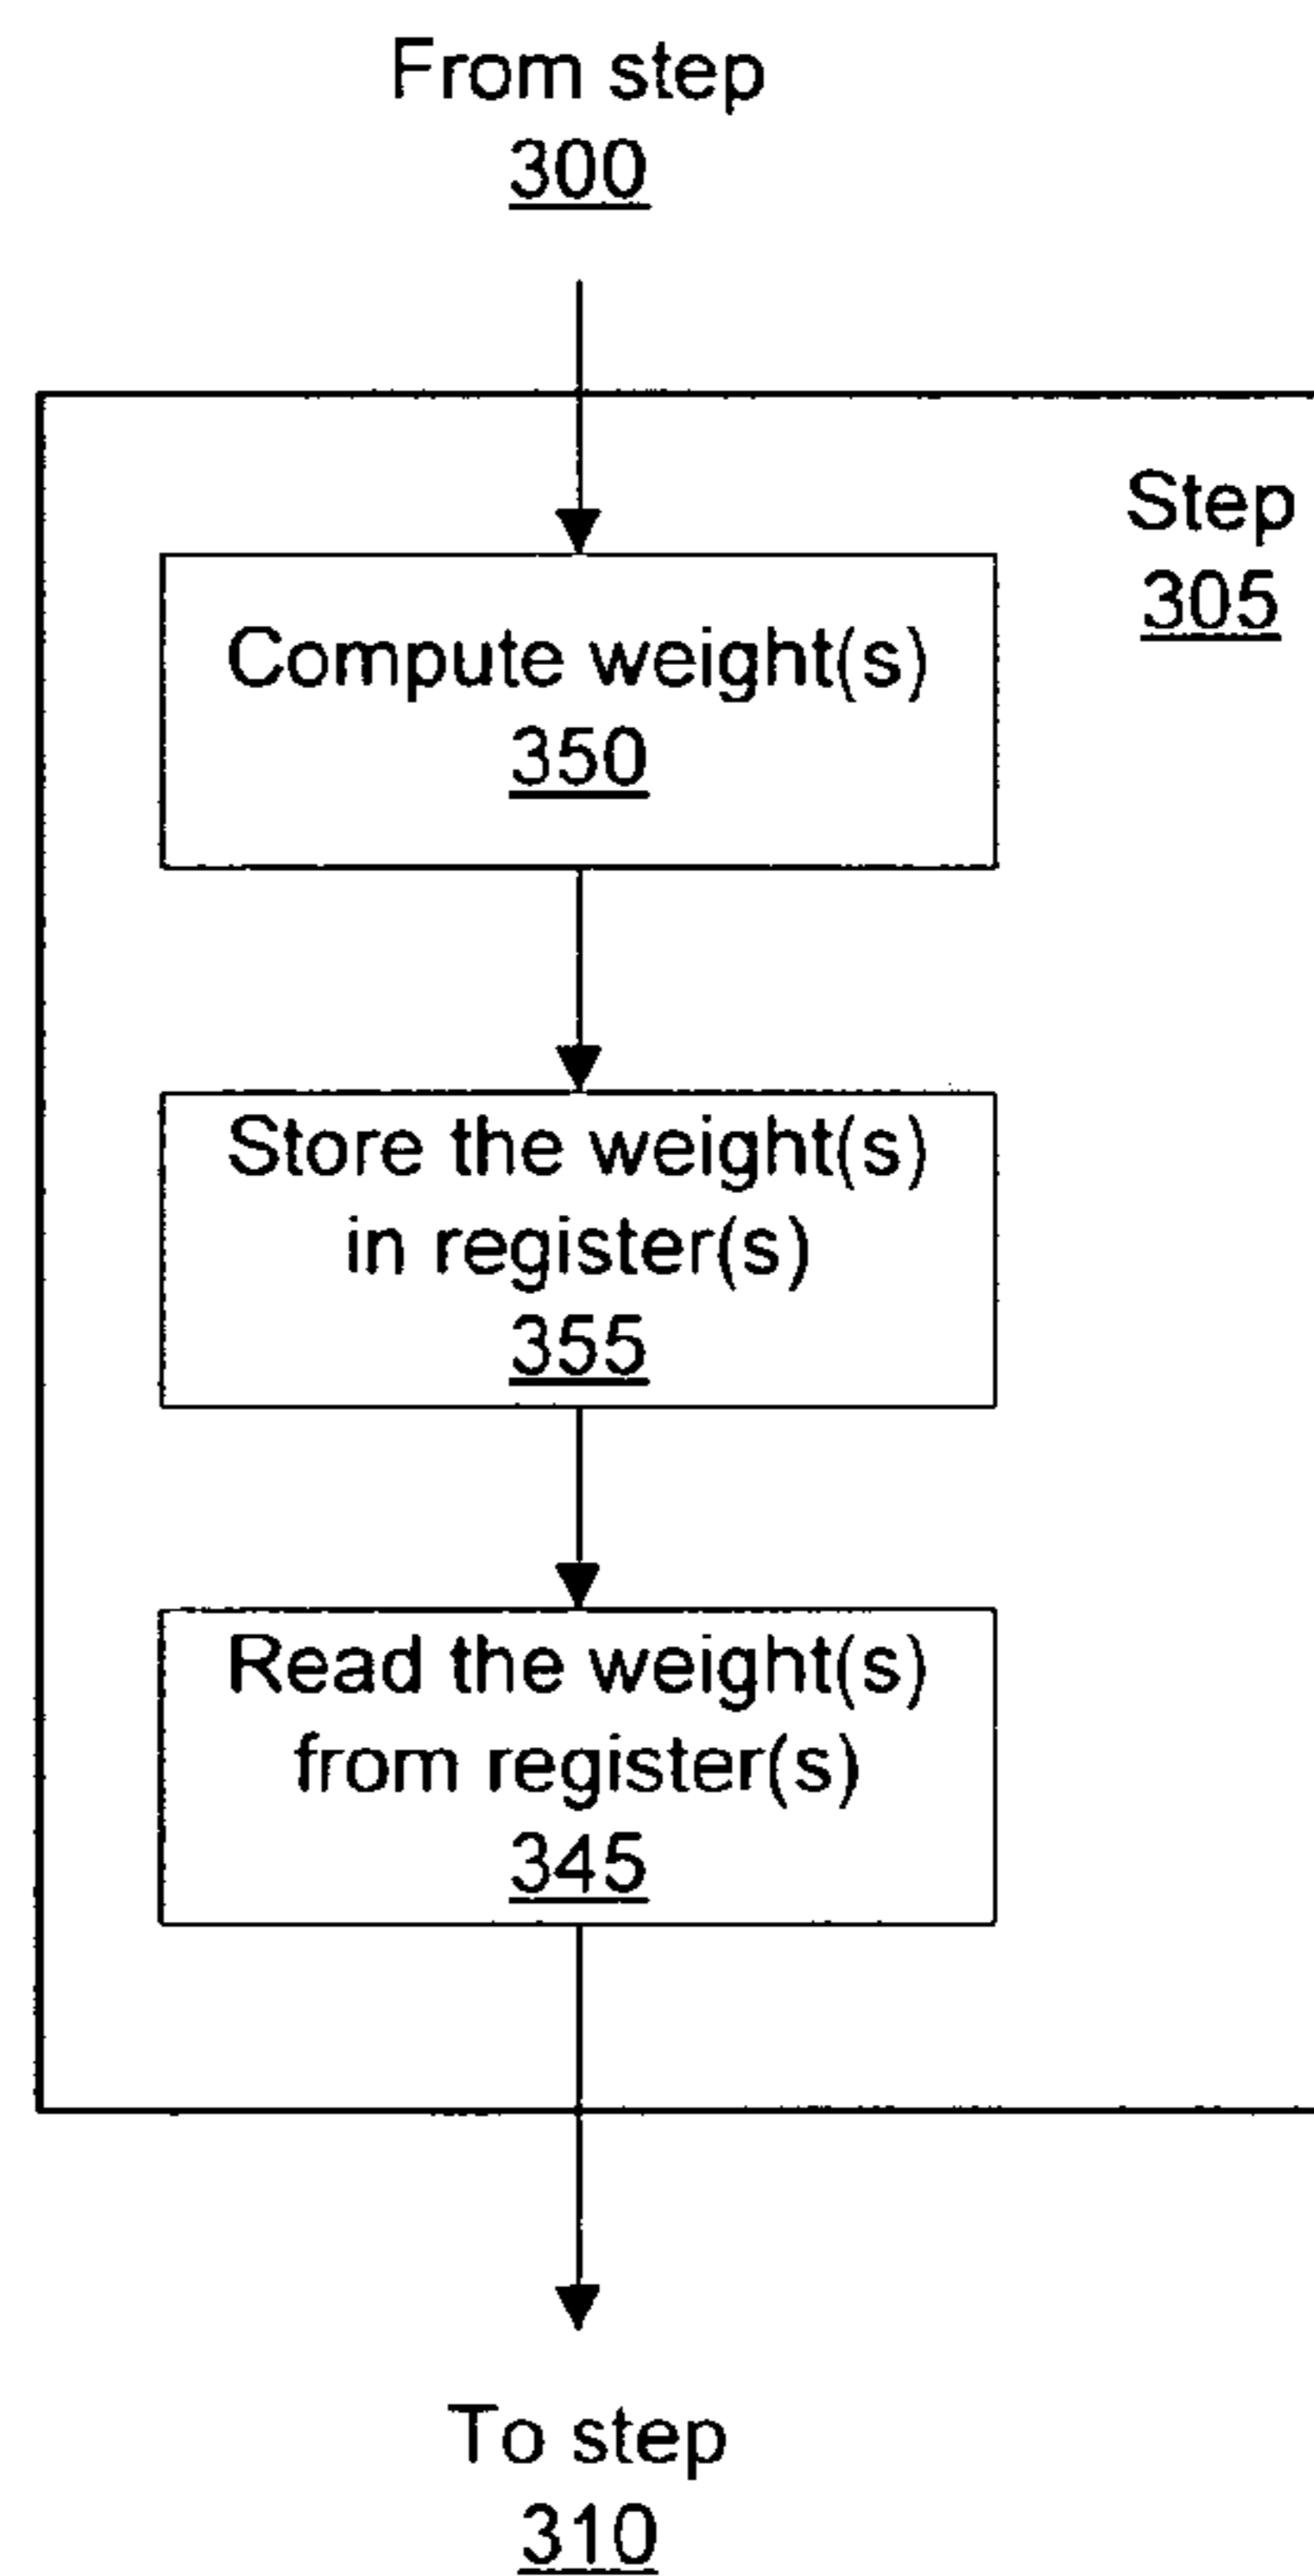 From step
300
Step
305
Compute weight(s)
350
Store the weight(s)
in register(s)
355
Read the weight(s)
from register(s)
345
To step
310